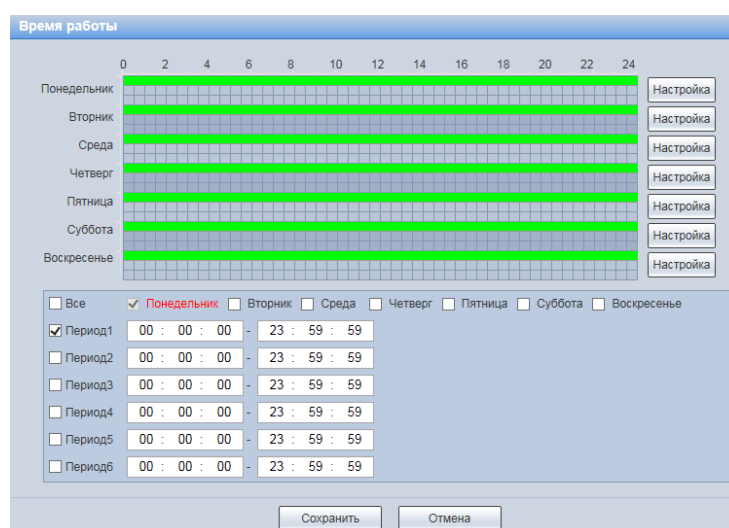 Время работы
0 2 4 6 8 10 12 14 16 18 20 22 24
Понедельник Настройка
Вторник Настройка
Среда Настройка
Четверг Настройка
Пятница Настройка
Суббота Настройка
Воскресенье Настройка
Все Понедельник Вторник Среда Четверг Пятница Суббота Воскресенье
Период1 00 : 00 : 00 - 23 : 59 : 59
Период2 00 : 00 : 00 - 23 : 59 : 59
Период3 00 : 00 : 00 - 23 : 59 : 59
Период4 00 : 00 : 00 - 23 : 59 : 59
Период5 00 : 00 : 00 - 23 : 59 : 59
Период6 00 : 00 : 00 - 23 : 59 : 59
Сохранить Отмена